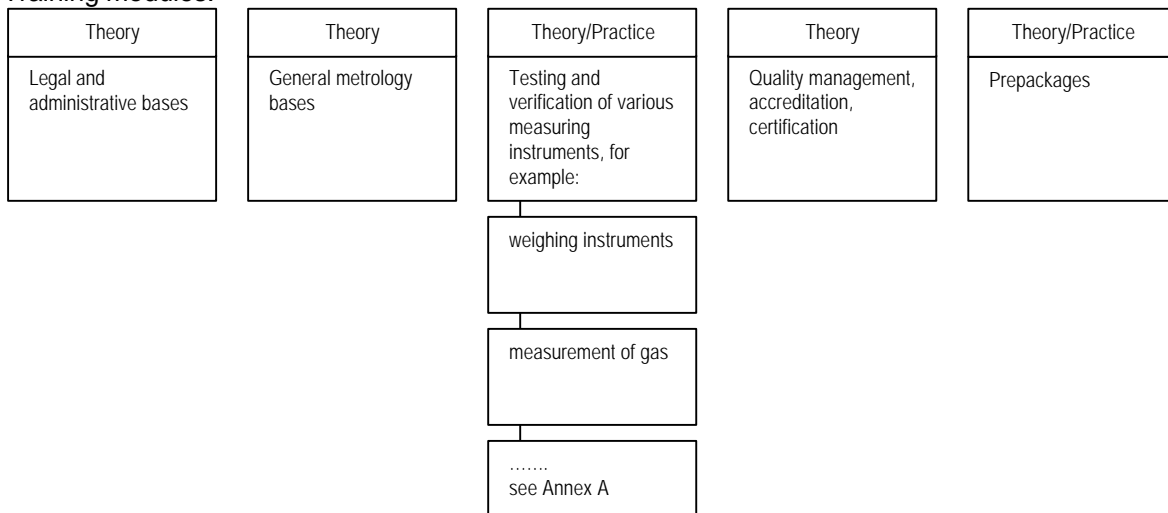 Training modules:
Theory
Legal and
administrative bases
Theory
General metrology
bases
Theory/Practice
Testing and
verification of various
measuring
instruments, for
example:
weighing instruments
measurement of gas
.......
see Annex A
Theory
Quality management,
accreditation,
certification
Theory/Practice
Prepackages